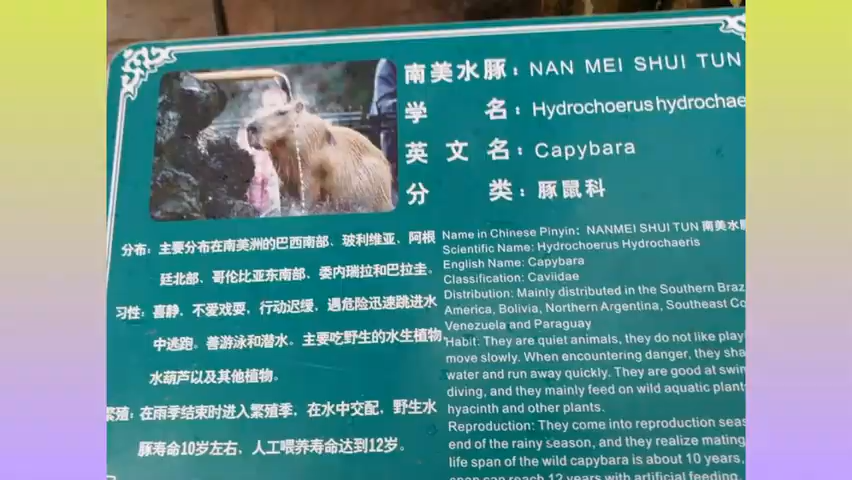 南美水豚：NAN MEI SHUI TUN
学 名：Hydrochoerus hydrochae
英 文 名：Capybara
分 类：豚鼠科
分布：主要分布在南美洲的巴西南部、玻利维亚、阿根
廷北部、哥伦比亚东南部、委内瑞拉和巴拉圭。
习性：喜静、不爱戏耍，行动迟缓，遇危险迅速跳进水
中逃跑。善游泳和潜水。主要吃野生的水生植物，
水葫芦以及其他植物。
繁殖：在雨季结束时进入繁殖季，在水中交配，野生水
豚寿命10岁左右，人工喂养寿命达到12岁。
Name in Chinese Pinyin: NANMEI SHUI TUN 南美水豚
Scientific Name: Hydrochoerus Hydrochaeris
English Name: Capybara
Classification: Caviidae
Distribution: Mainly distributed in the Southern Braz
America, Bolivia, Northern Argentina, Southeast Co
Venezuela and Paraguay
Habit: They are quiet animals, they do not like play
move slowly. When encountering danger, they sha
water and run away quickly. They are good at swim
diving, and they mainly feed on wild aquatic plant
hyacinth and other plants.
Reproduction: They come into reproduction seas
end of the rainy season, and they realize mating
life span of the wild capybara is about 10 years,
span can reach 12 years with artificial feeding.